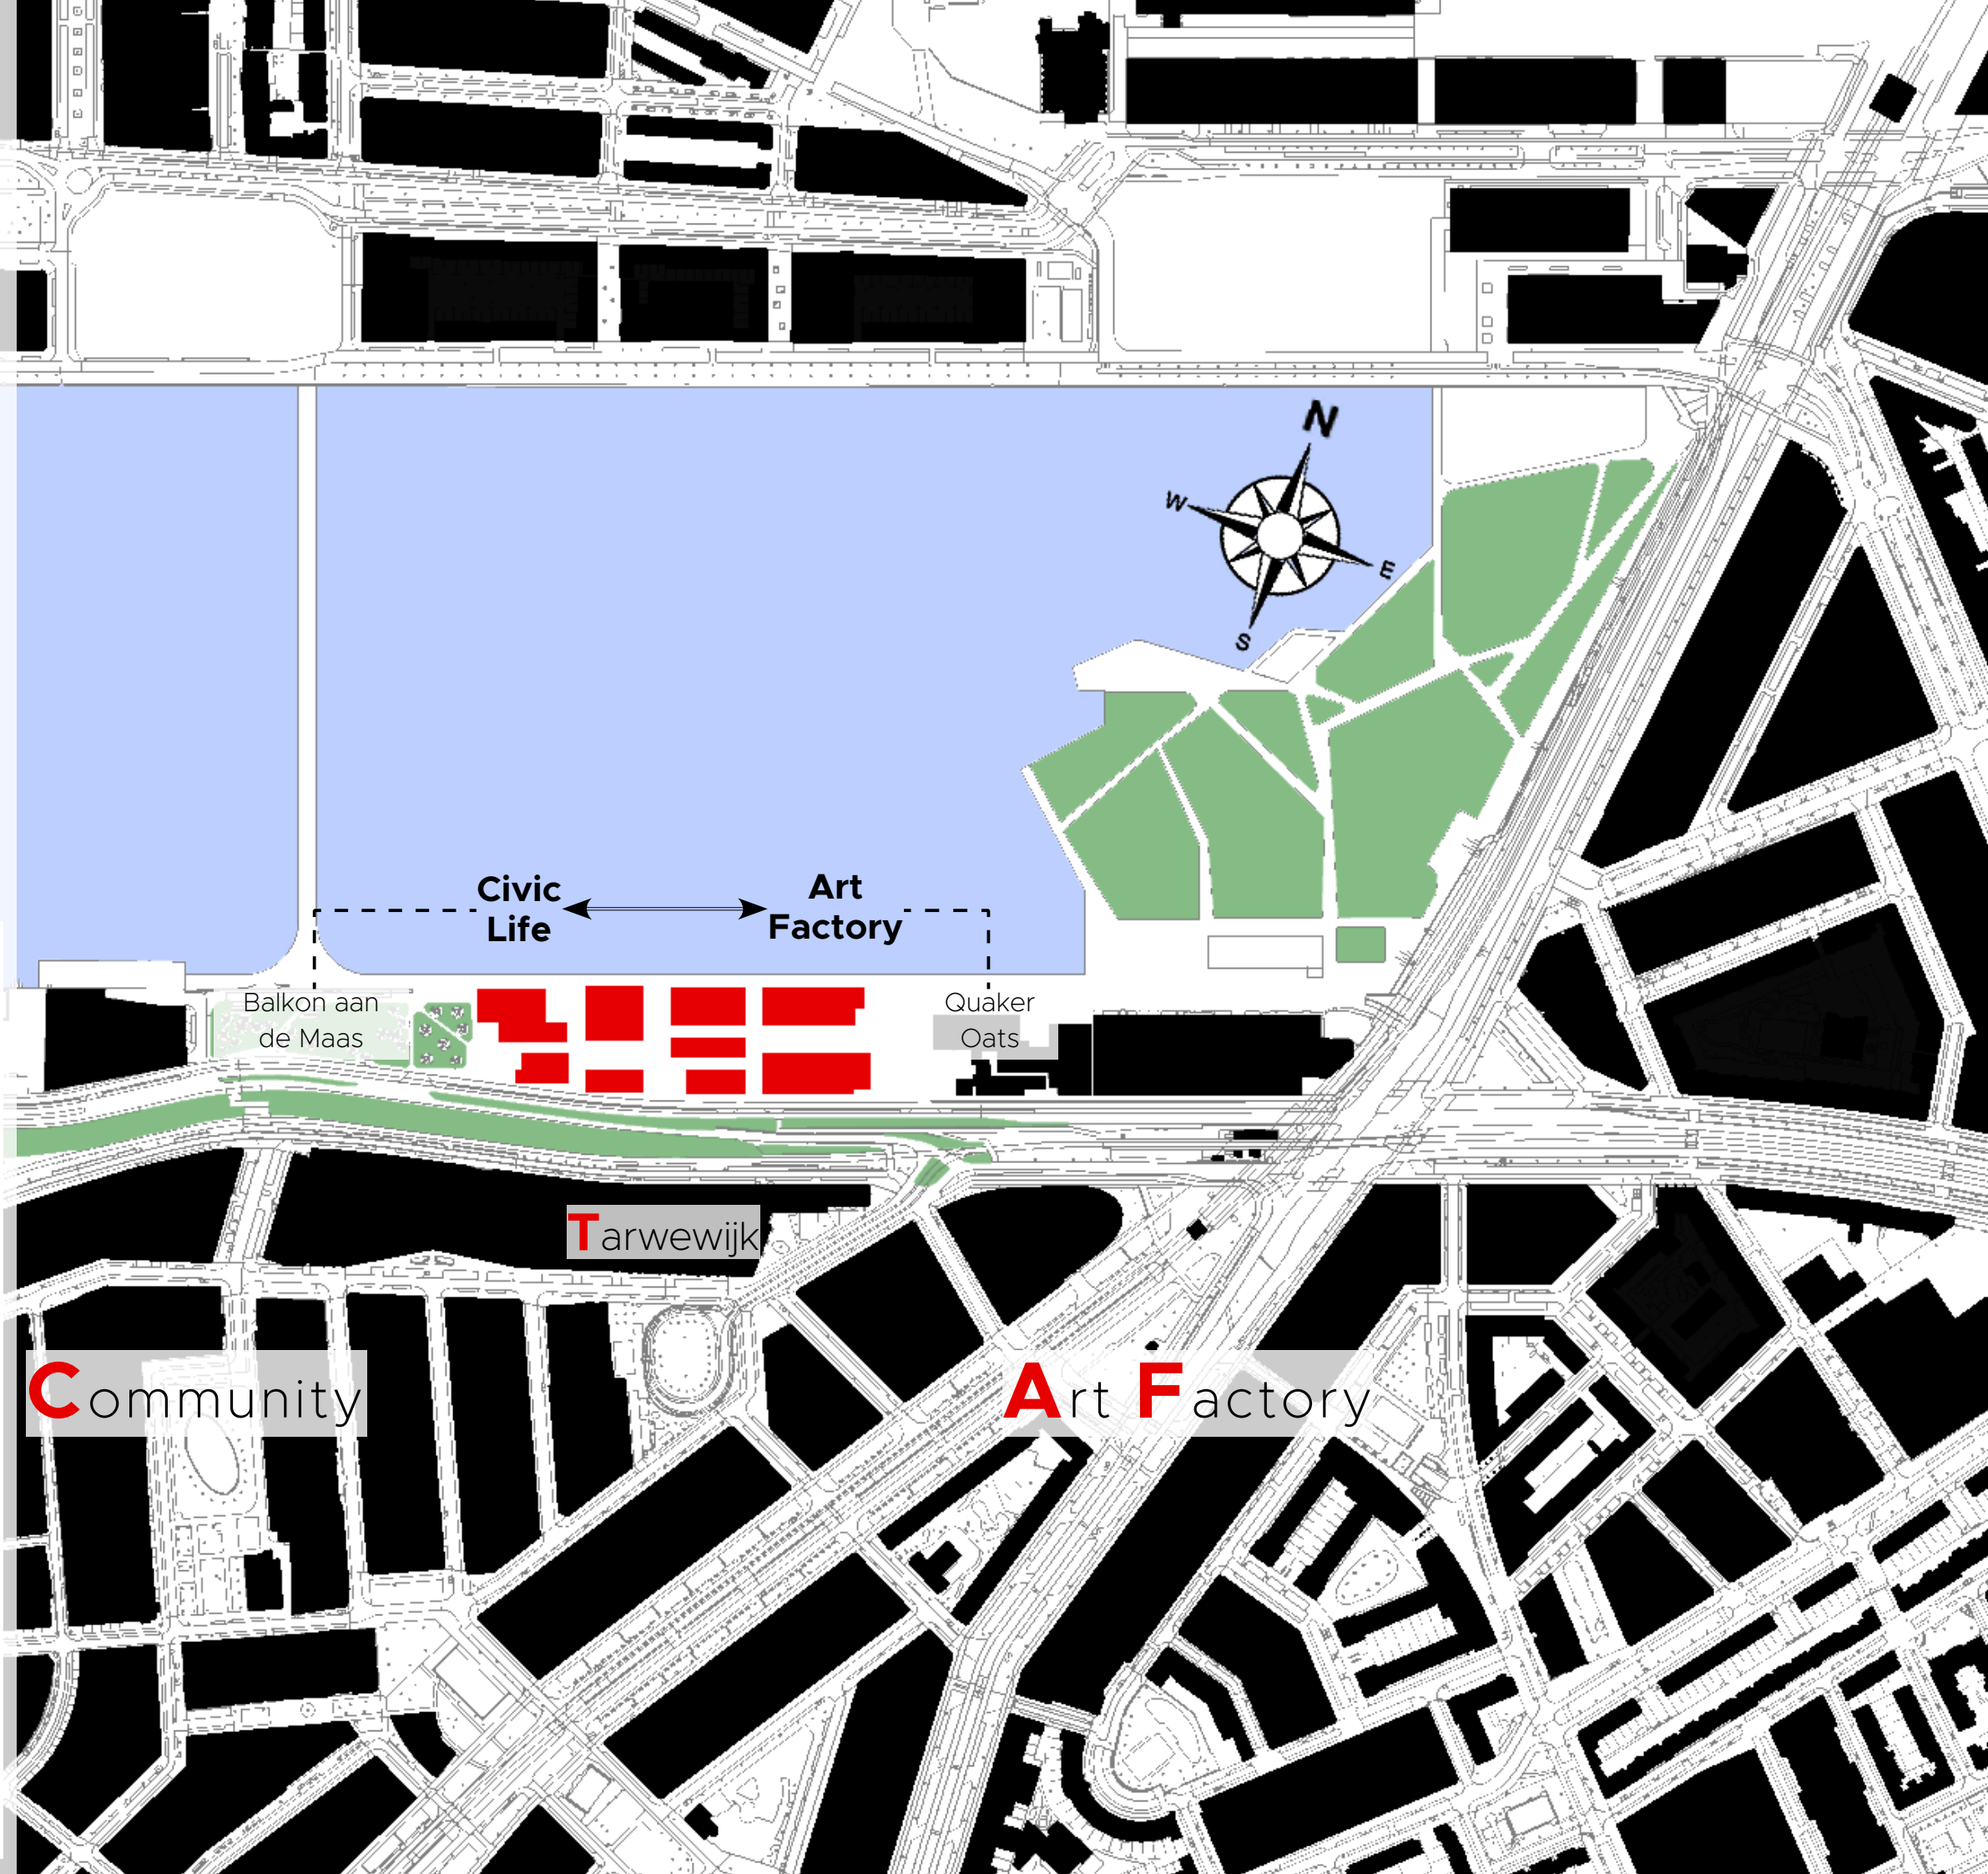 N
W
E
S
Civic
Life
Art
Factory
Balkon aan
de Maas
Quaker
Oats
Tarwewijk
Community
Art Factory